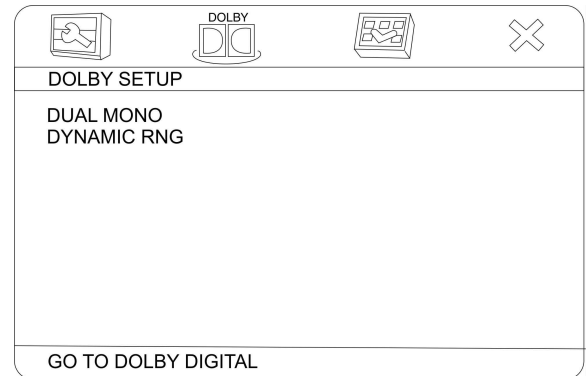 DOLBY
DOLBY SETUP
DUAL MONO
DYNAMIC RNG
GO TO DOLBY DIGITAL